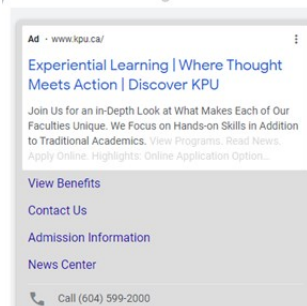 Ad · www.kpu.ca/
Experiential Learning | Where Thought
Meets Action | Discover KPU
Join Us for an in-Depth Look at What Makes Each of Our
Faculties Unique. We Focus on Hands-on Skills in Addition
to Traditional Academics. View Programs. Read News.
Apply Online. Highlights: Online Application Option...
View Benefits
Contact Us
Admission Information
News Center
Call (604) 599-2000